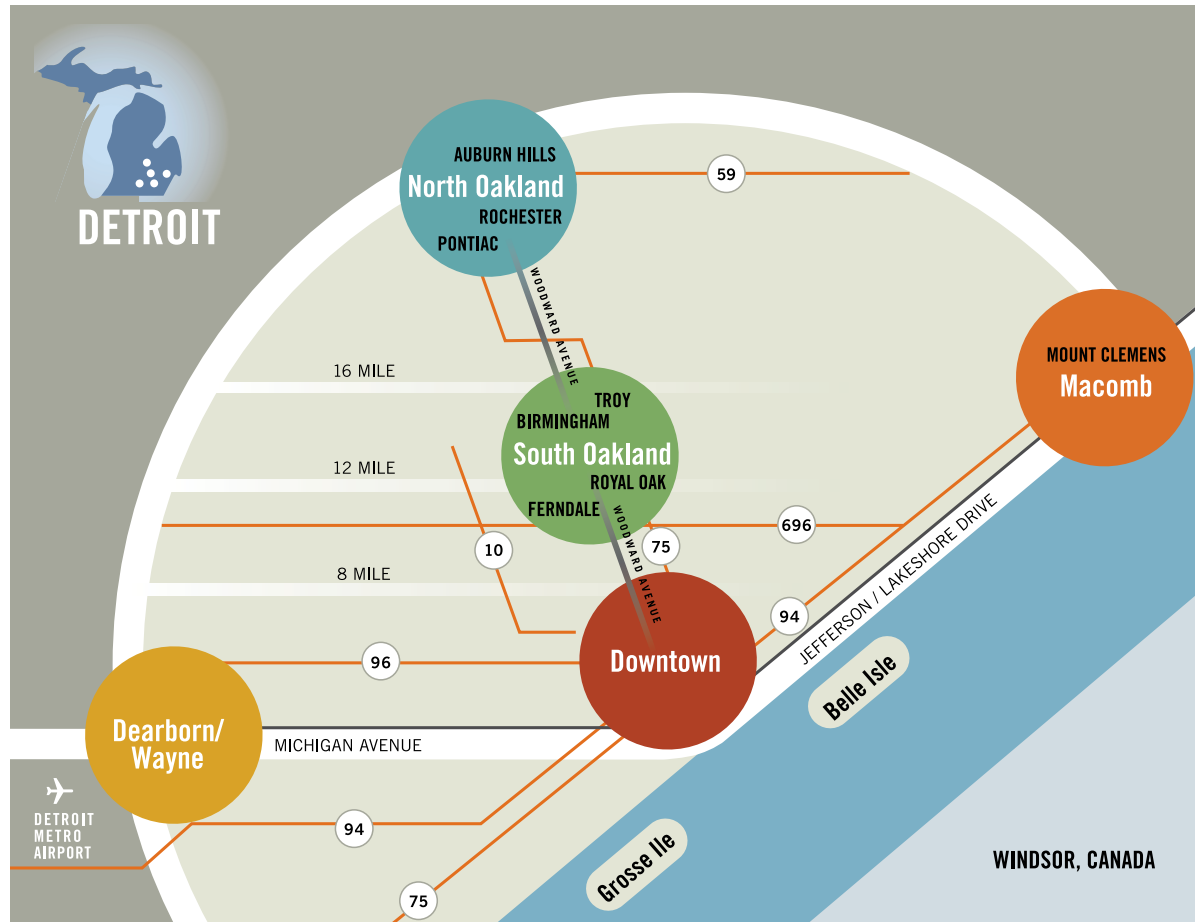 DETROIT
AUBURN HILLS
North Oakland
ROCHESTER
PONTIAC
59
WOODWARD AVENUE
16 MILE
TROY
BIRMINGHAM
South Oakland
ROYAL OAK
FERNDALE
MOUNT CLEMENS
Macomb
12 MILE
696
10
75
WOODWARD AVENUE
8 MILE
94
JEFFERSON / LAKESHORE DRIVE
96
Downtown
Belle Isle
Dearborn/
Wayne
MICHIGAN AVENUE
DETROIT
METRO
AIRPORT
94
75
Grosse Ile
WINDSOR, CANADA